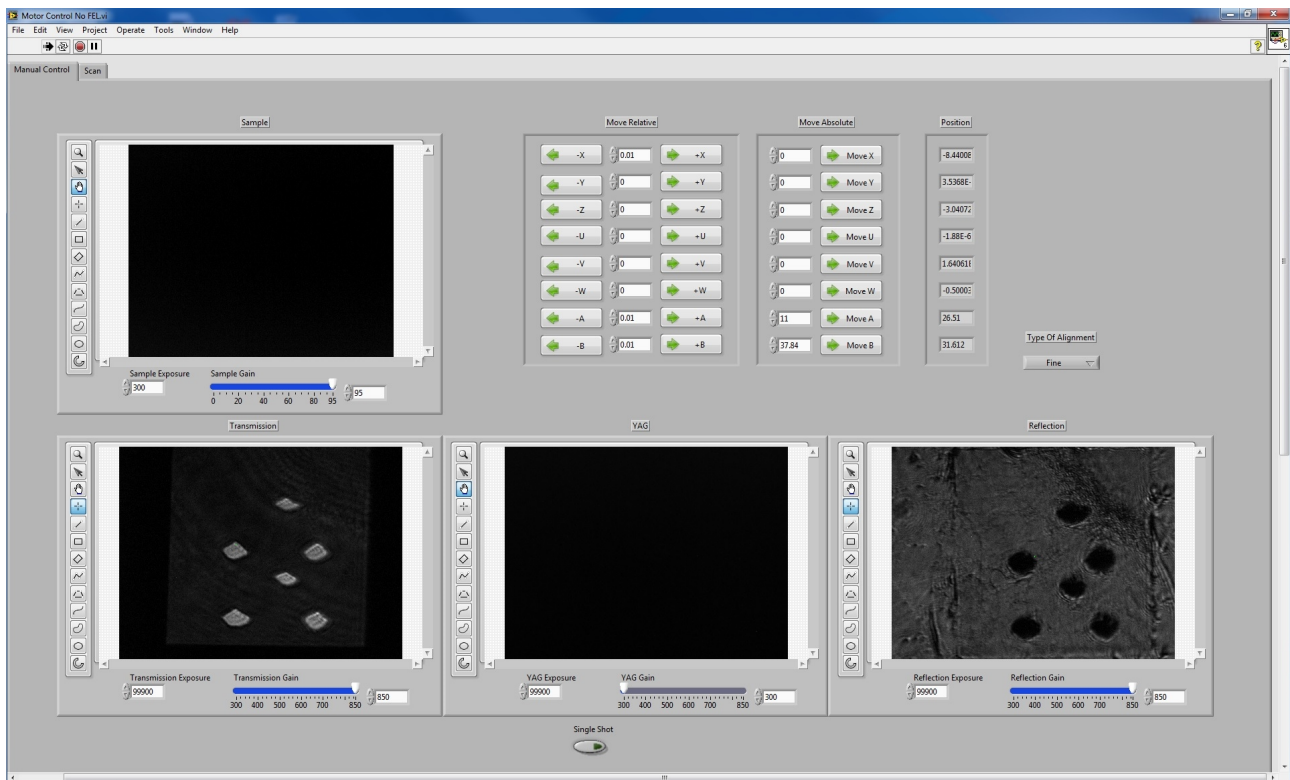 Motor Control No FEL.vi
File Edit View Project Operate Tools Window Help
6
Manual Control Scan
Sample Move Relative Move Absolute Position
-X 0.01 +X 0 Move X -8.44008
-Y 0 +Y 0 Move Y 3.5368E-
-Z 0 +Z 0 Move Z -3.04072
-U 0 +U 0 Move U -1.88E-6
-V 0 +V 0 Move V 1.64061E
-W 0 +W 0 Move W -0.50003
-A 0.01 +A 11 Move A 26.51
-B 0.01 +B 37.84 Move B 31.612
Type Of Alignment
Fine
Sample Exposure Sample Gain
300 95
0 20 40 60 80 95
Transmission YAG Reflection
Transmission Exposure Transmission Gain YAG Exposure YAG Gain Reflection Exposure Reflection Gain
99900 850 99900 300 99900 850
300 400 500 600 700 850 300 400 500 600 700 850 300 400 500 600 700 850
Single Shot